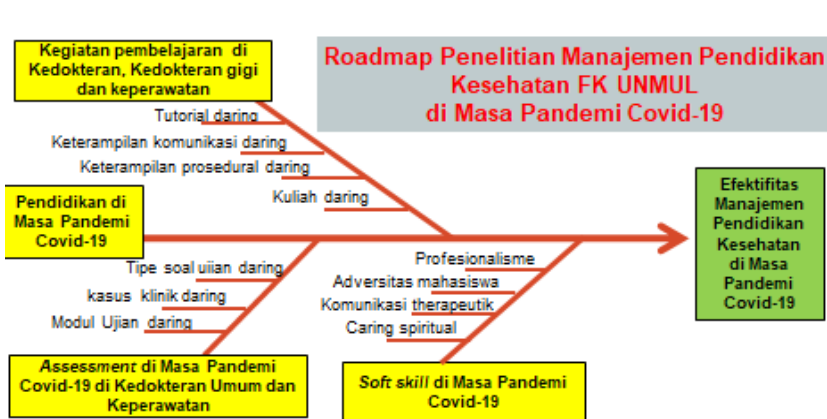 Roadmap Penelitian Manajemen Pendidikan
Kesehatan FK UNMUL
di Masa Pandemi Covid-19
Kegiatan pembelajaran di
Kedokteran, Kedokteran gigi
dan keperawatan
Tutorial daring
Keterampilan komunikasi daring
Keterampilan prosedural daring
Kuliah daring
Pendidikan di
Masa Pandemi
Covid-19
Efektifitas
Manajemen
Pendidikan
Kesehatan
di Masa
Pandemi
Covid-19
Tipe soal ujian daring
kasus klinik daring
Modul Ujian daring
Profesionalisme
Adversitas mahasiswa
Komunikasi therapeutik
Caring spiritual
Assessment di Masa Pandemi
Covid-19 di Kedokteran Umum dan
Keperawatan
Soft skill di Masa Pandemi
Covid-19